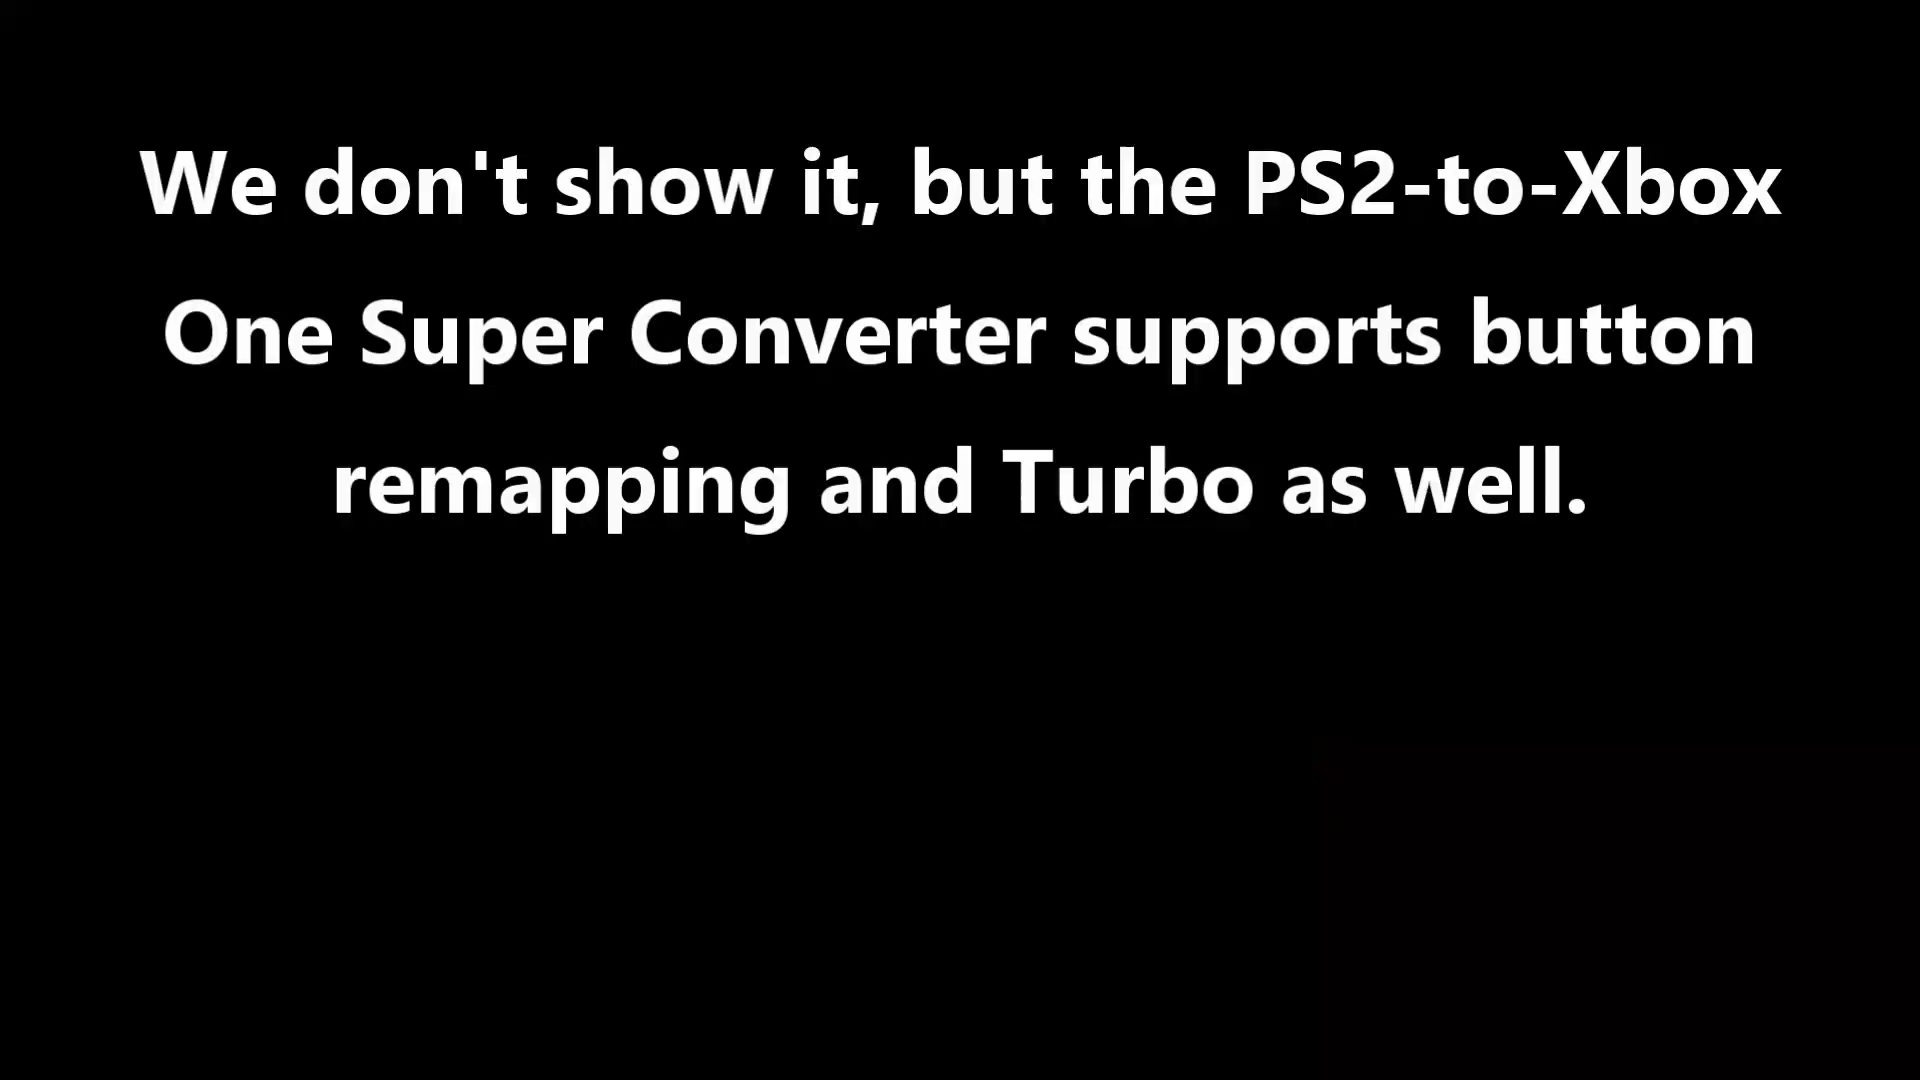 We don't show it, but the PS2-to-Xbox
One Super Converter supports button
remapping and Turbo as well.